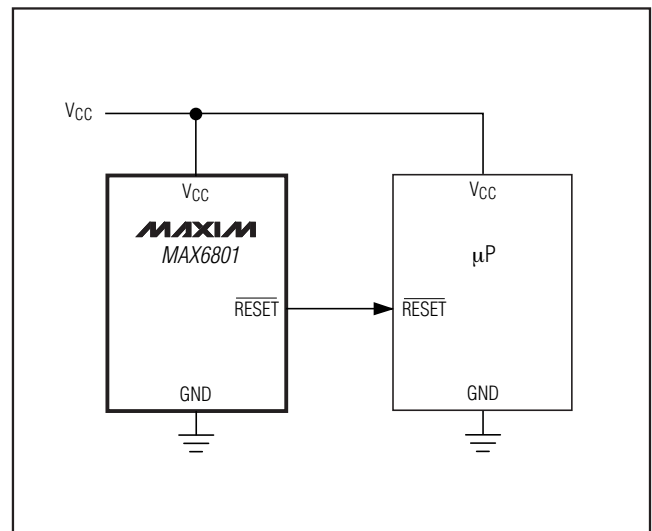 VCC
VCC
VCC
MAXIM
MAX6801
μP
RESET
RESET
GND
GND